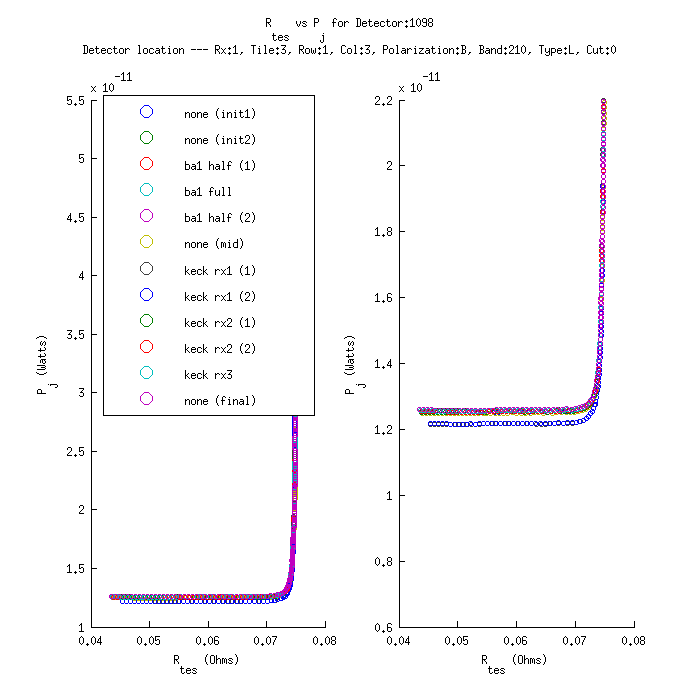 R tes vs P j for Detector:1098
Detector location --- Rx:1, Tile:3, Row:1, Col:3, Polarization:B, Band:210, Type:L, Cut:0
x 10 -11
5.5
5
4.5
4
3.5
3
2.5
2
1.5
1
P j (Watts)
none (init1)
none (init2)
ba1 half (1)
ba1 full
ba1 half (2)
none (mid)
keck rx1 (1)
keck rx1 (2)
keck rx2 (1)
keck rx2 (2)
keck rx3
none (final)
0.04 0.05 0.06 0.07 0.08
R tes (Ohms)
x 10 -11
2.2
2
1.8
1.6
1.4
1.2
1
0.8
0.6
P j (Watts)
0.04 0.05 0.06 0.07 0.08
R tes (Ohms)